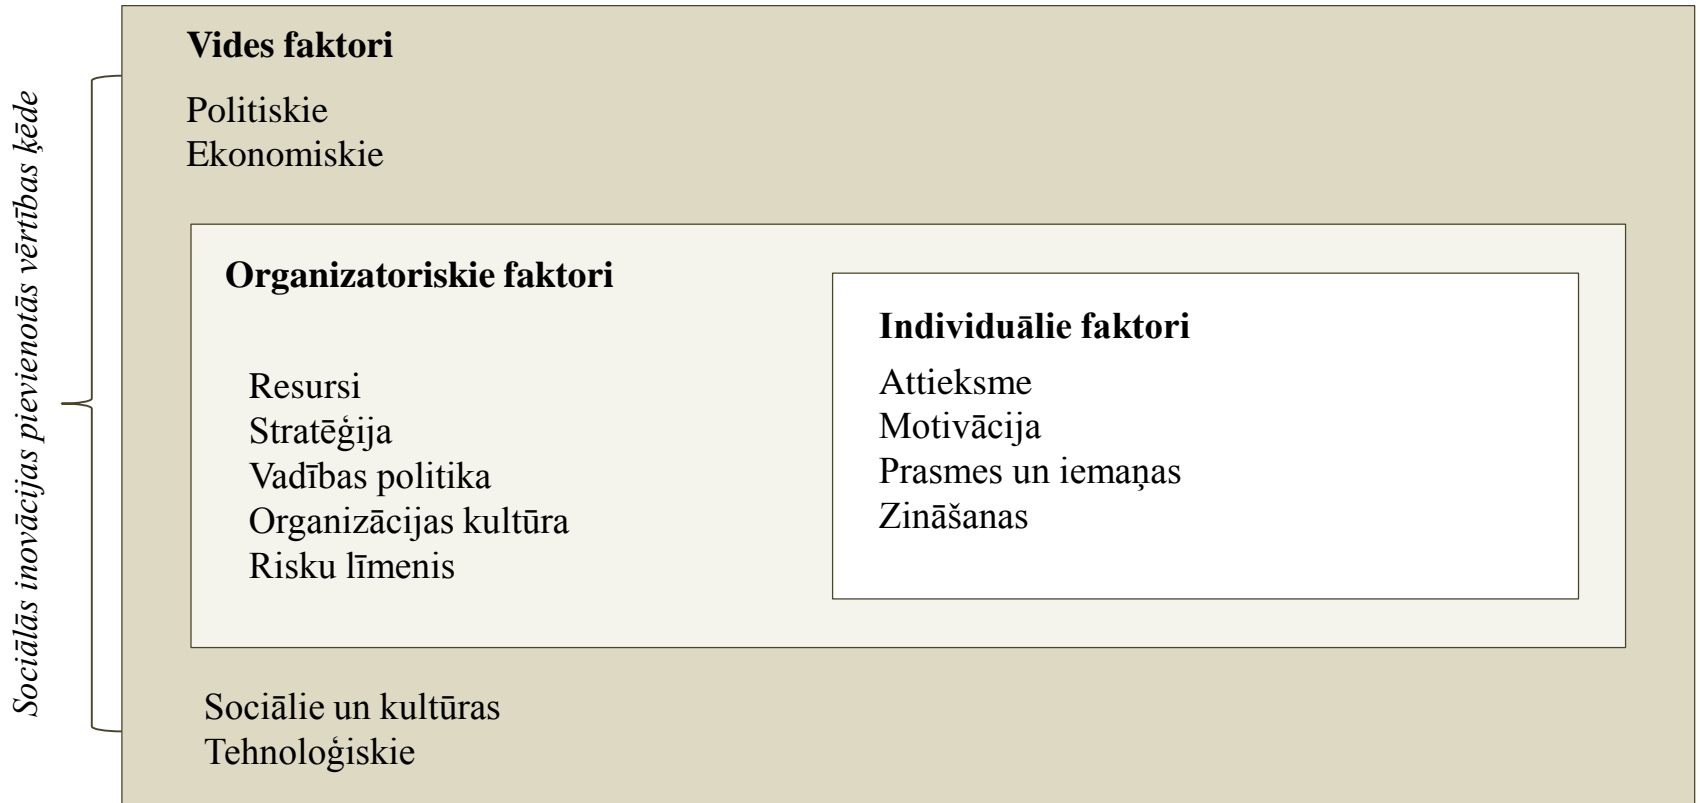 Sociālās inovācijas pievienotās vērtības ķēde
Vides faktori
Politiskie
Ekonomiskie
Organizatoriskie faktori
Resursi
Stratēģija
Vadības politika
Organizācijas kultūra
Risku līmenis
Individuālie faktori
Attieksme
Motivācija
Prasmes un iemaņas
Zināšanas
Sociālie un kultūras
Tehnoloģiskie